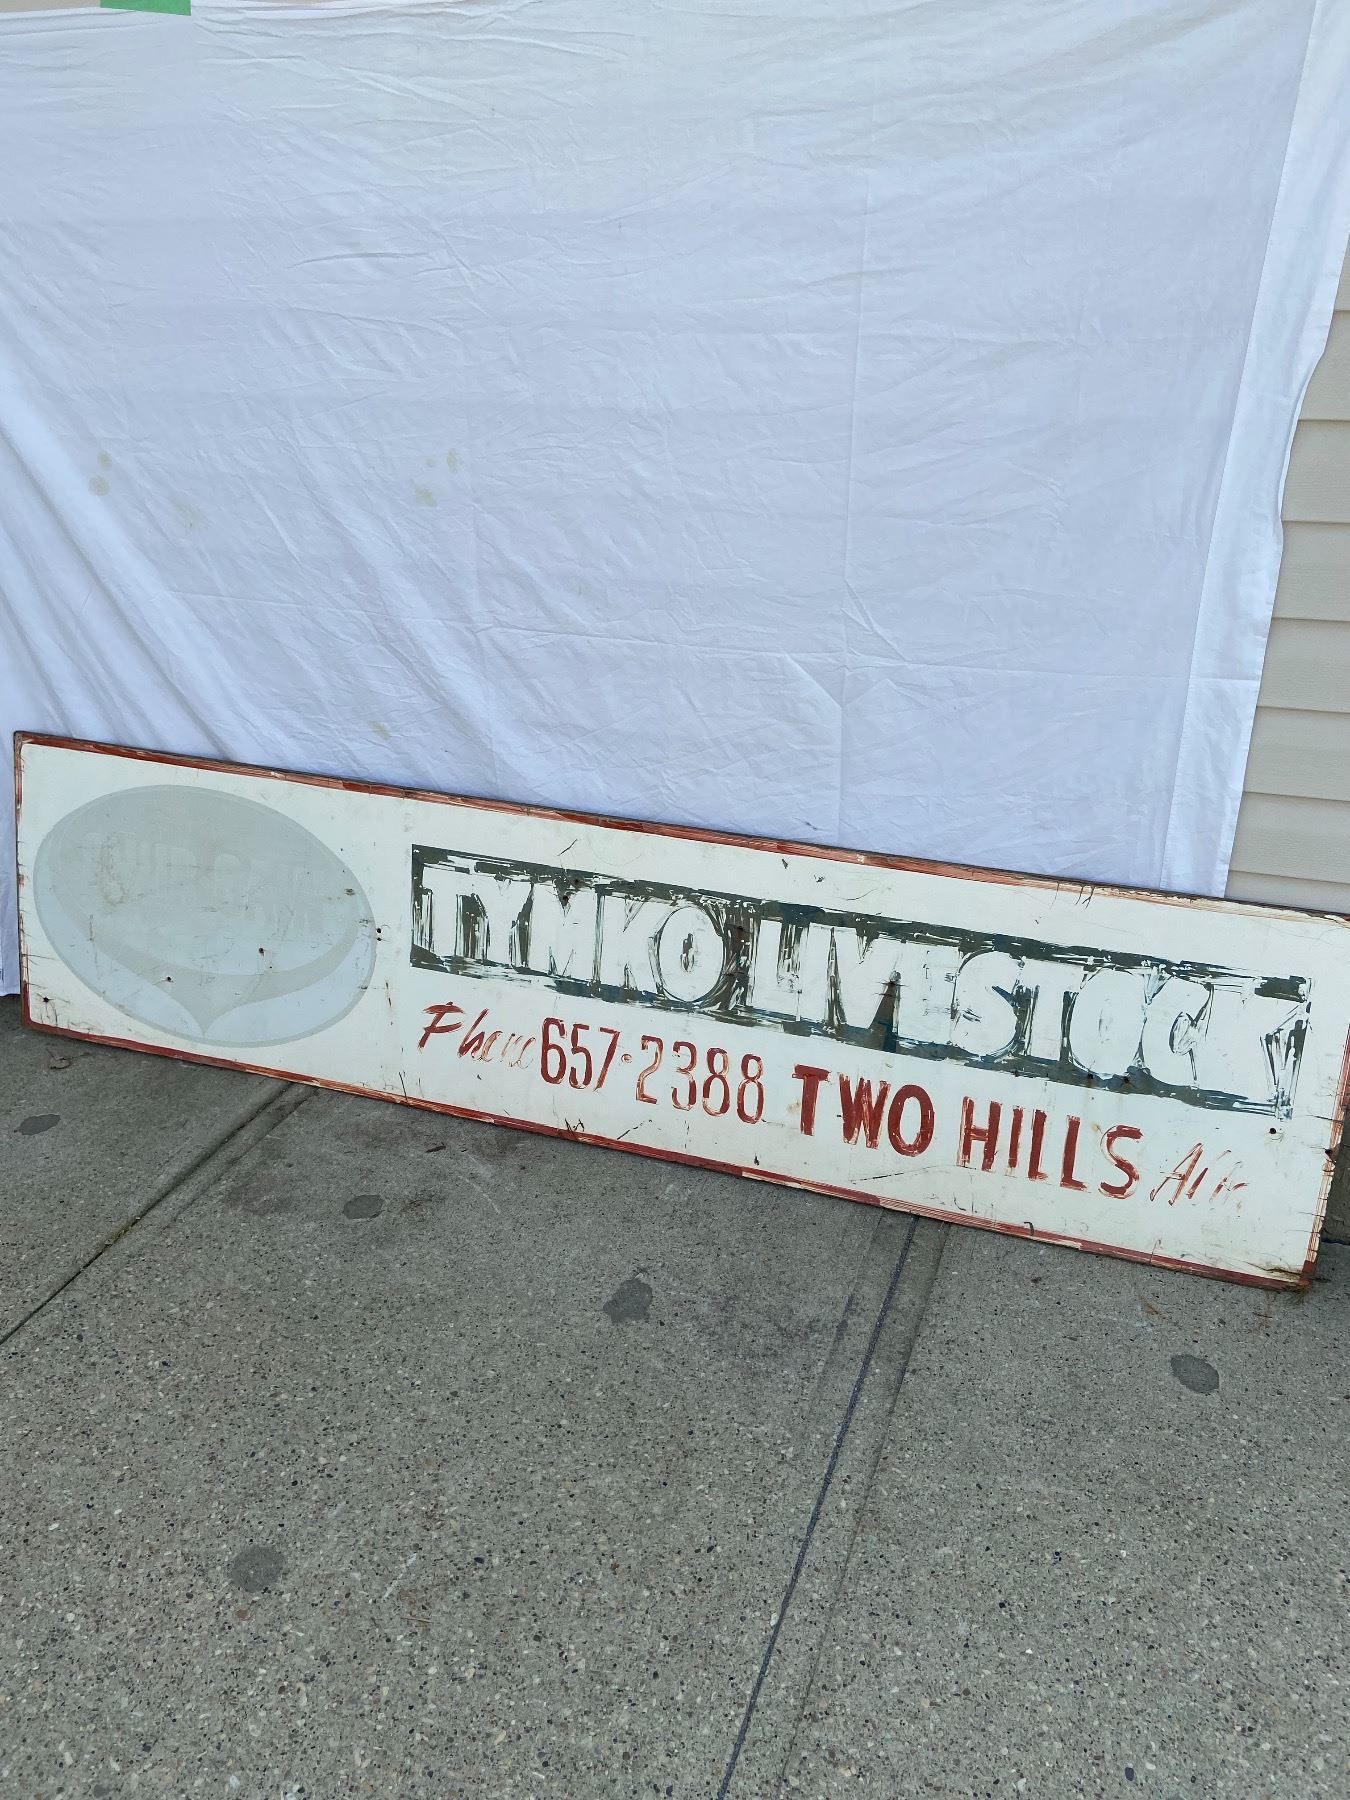 TYMKO LIVESTOCK
Phone 657-2388 TWO HILLS Alta.